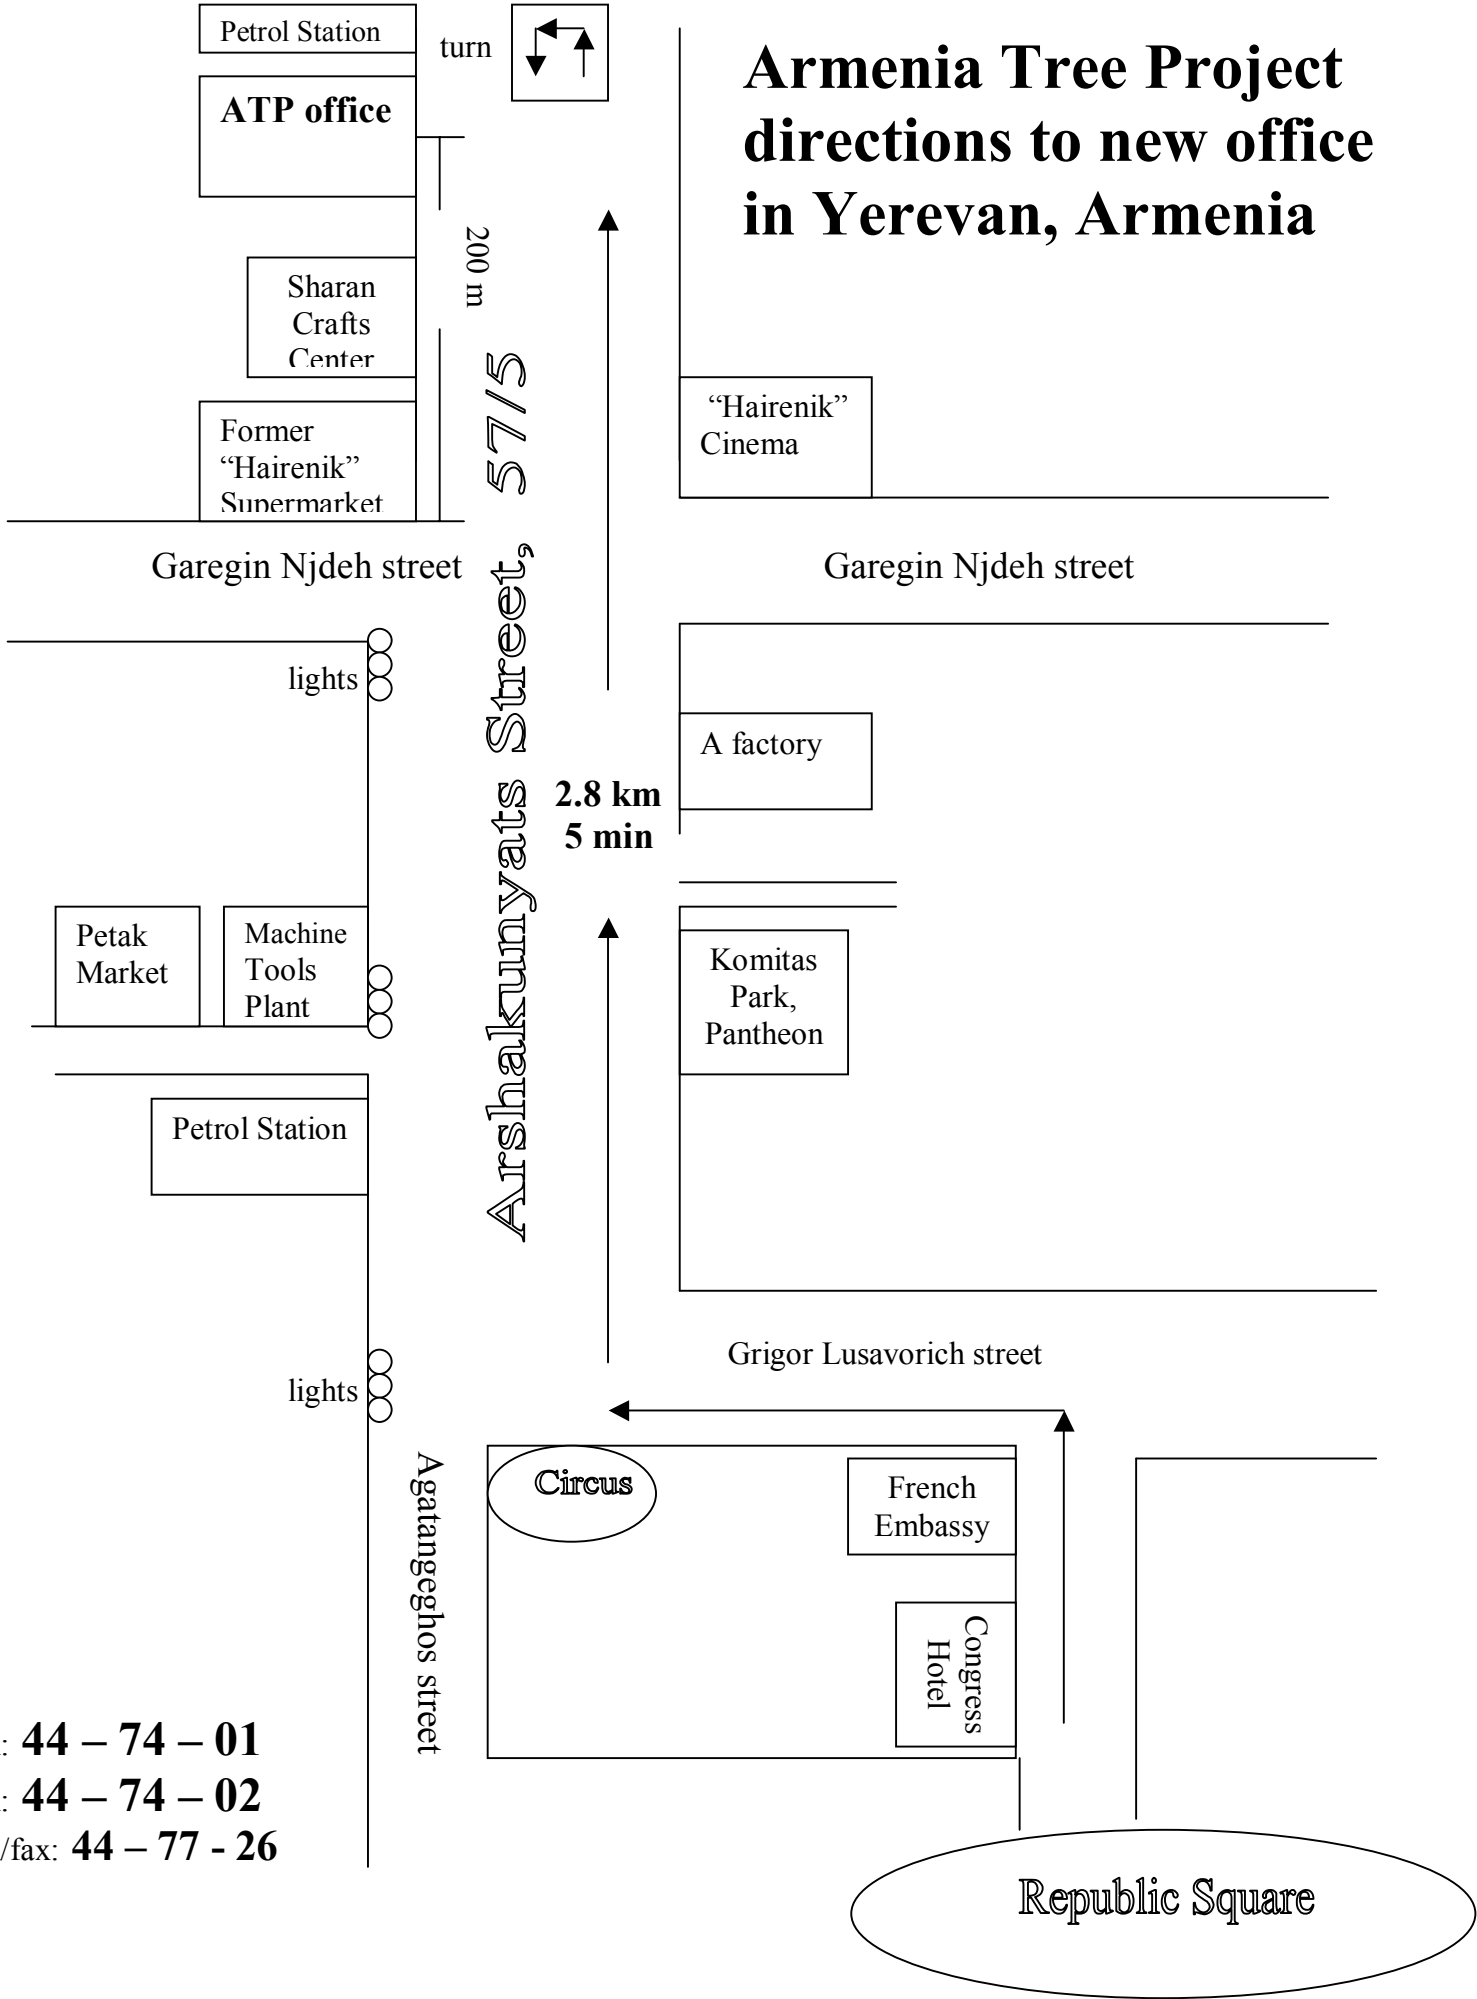 Petrol Station
turn
Armenia Tree Project
directions to new office
in Yerevan, Armenia
ATP office
200 m
Sharan
Crafts
Center
Former
“Hairenik”
Supermarket
“Hairenik”
Cinema
Garegin Njdeh street
Garegin Njdeh street
Arshakunyats Street, 57/5
lights
A factory
2.8 km
5 min
Petak
Market
Machine
Tools
Plant
Komitas
Park,
Pantheon
Petrol Station
Grigor Lusavorich street
lights
Agatangeghos street
Circus
French
Embassy
Congress
Hotel
: 44 – 74 – 01
: 44 – 74 – 02
/fax: 44 – 77 - 26
Republic Square